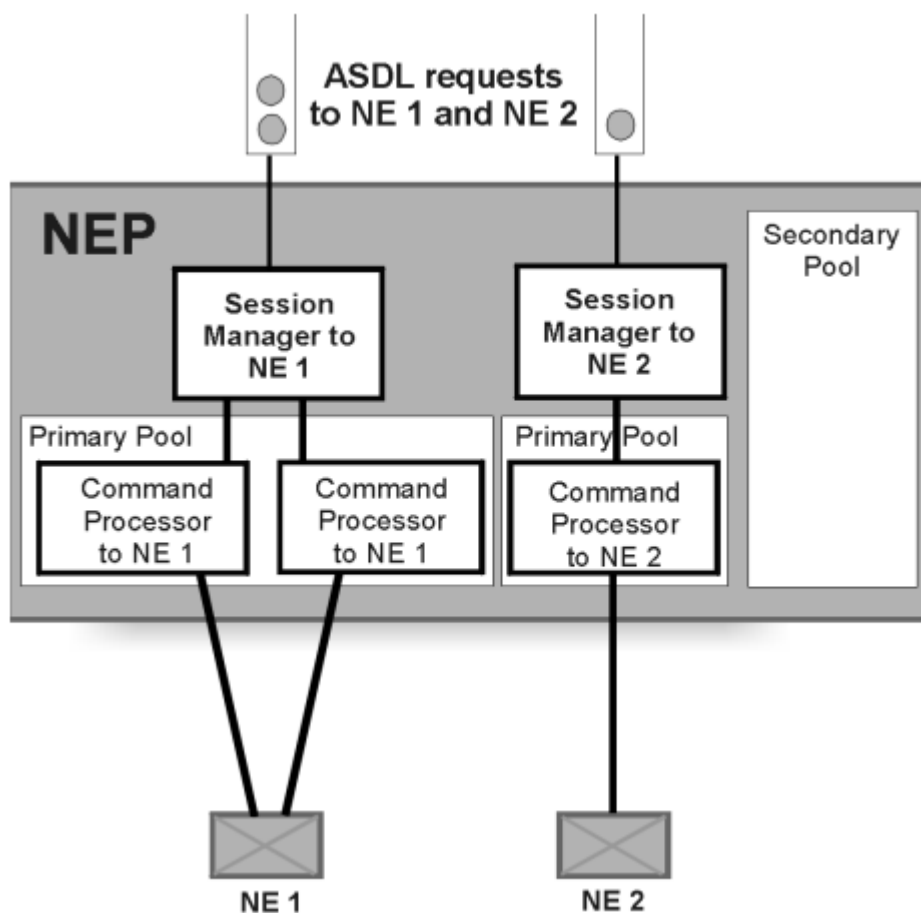 ASDL requests
to NE 1 and NE 2
NEP
Secondary
Pool
Session
Manager to
NE 1
Session
Manager to
NE 2
Primary Pool
Primary Pool
Command
Processor
to NE 1
Command
Processor
to NE 1
Command
Processor
to NE 2
NE 1
NE 2